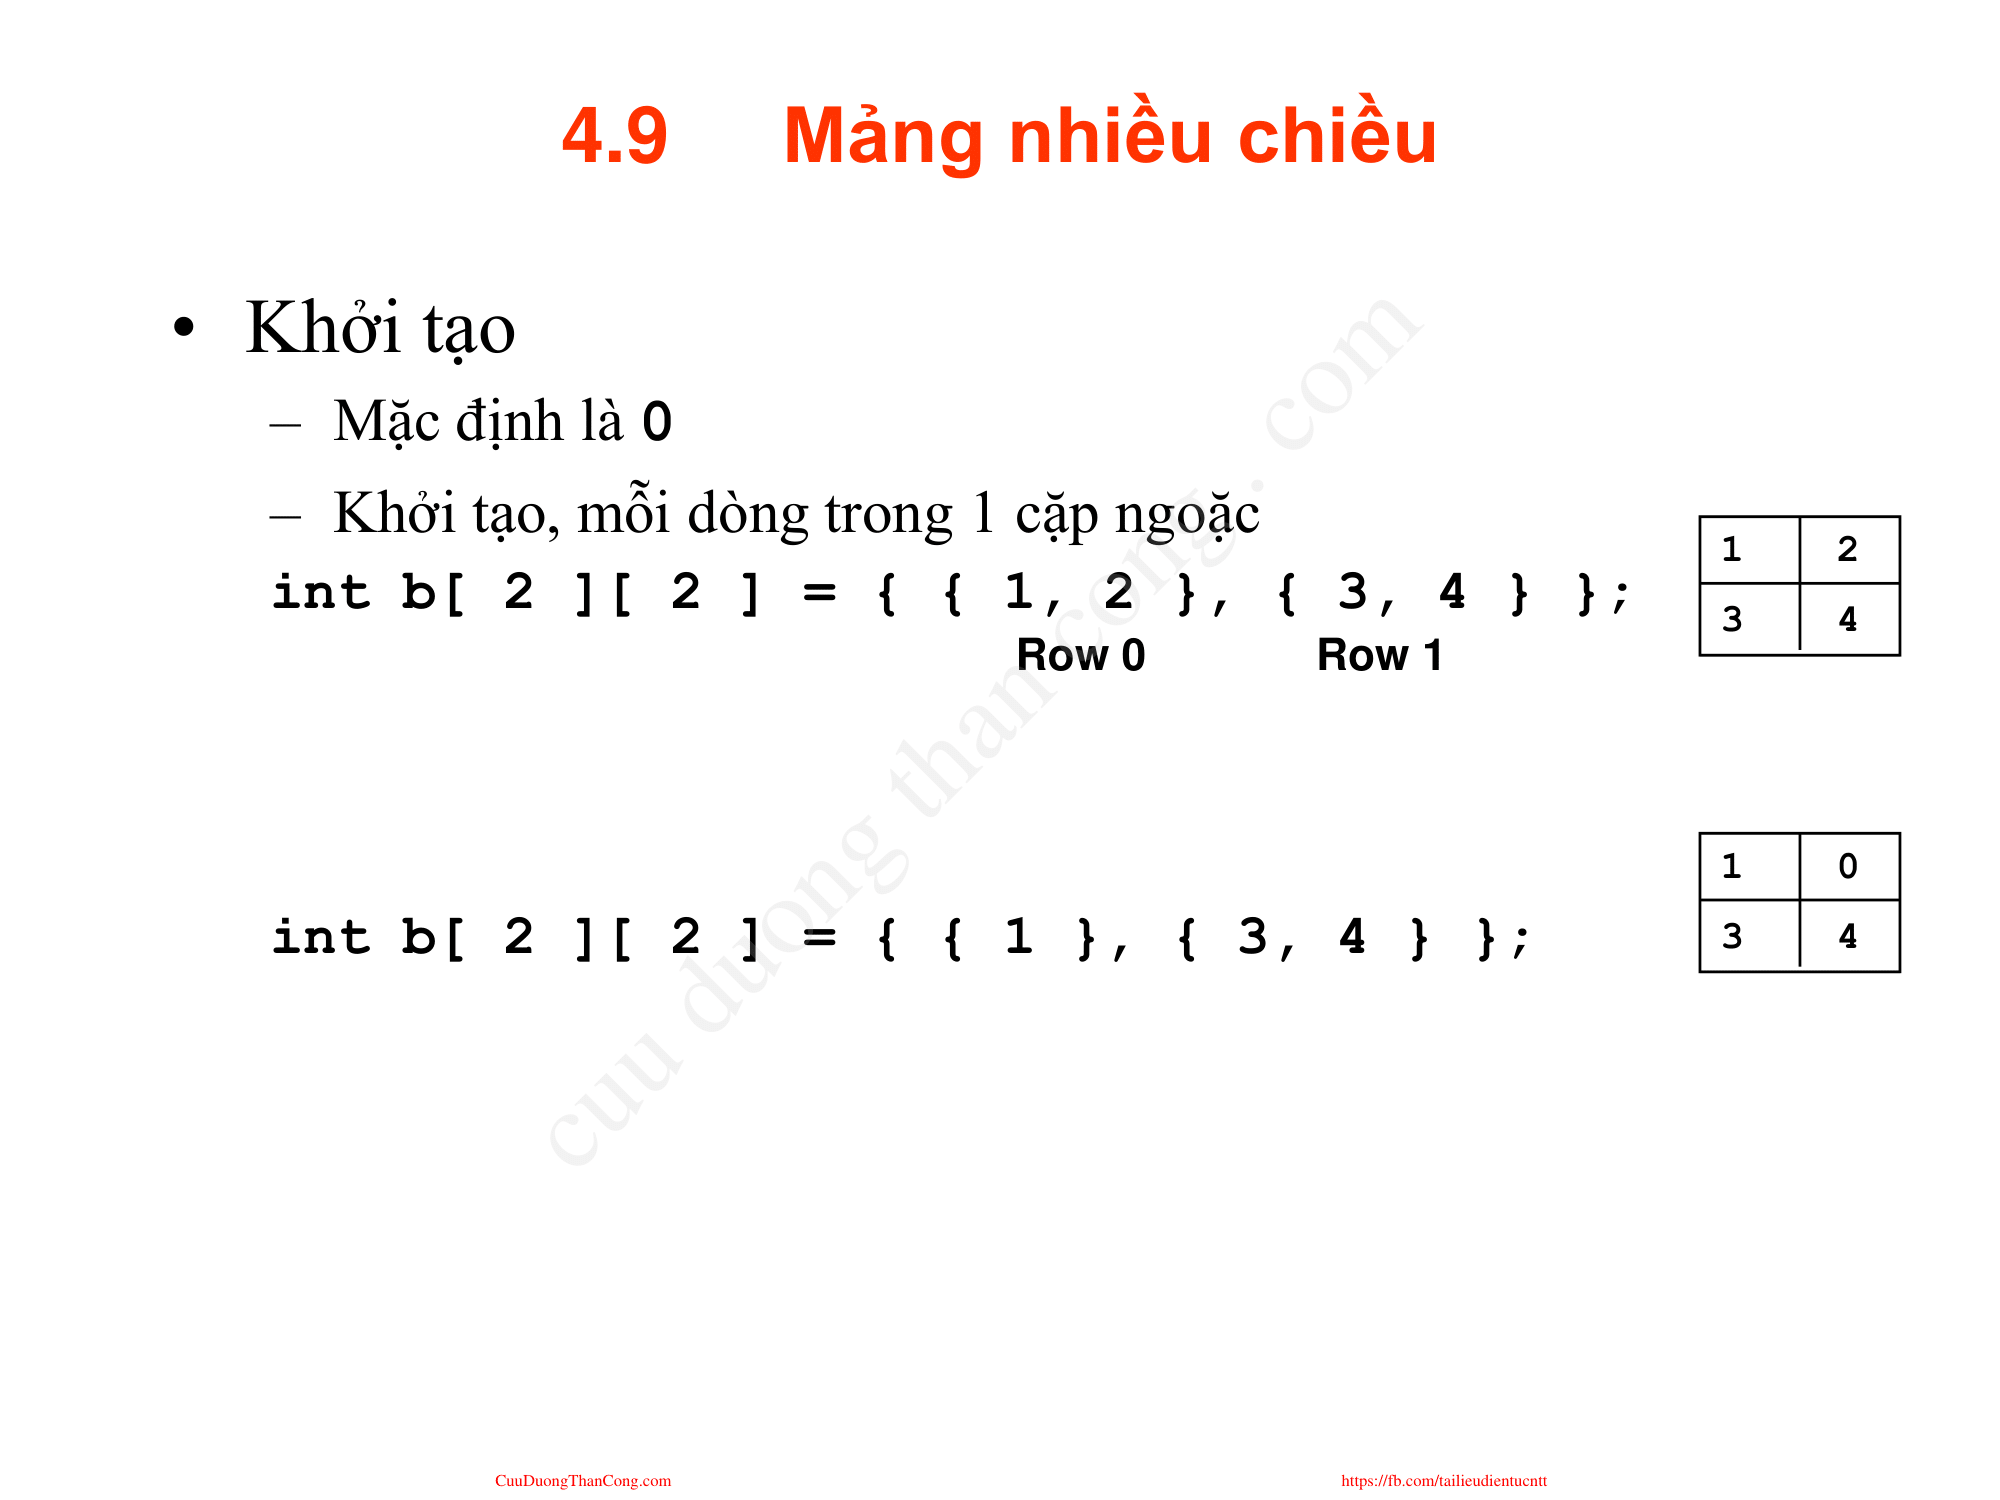 4.9 Mảng nhiều chiều
• Khởi tạo
– Mặc định là 0
– Khởi tạo, mỗi dòng trong 1 cặp ngoặc
int b[ 2 ][ 2 ] = { { 1, 2 }, { 3, 4 } };
Row 0 Row 1
1 2
3 4
int b[ 2 ][ 2 ] = { { 1 }, { 3, 4 } };
1 0
3 4
cuu duong than cong . com
CuuDuongThanCong.com https://fb.com/tailieudientucntt